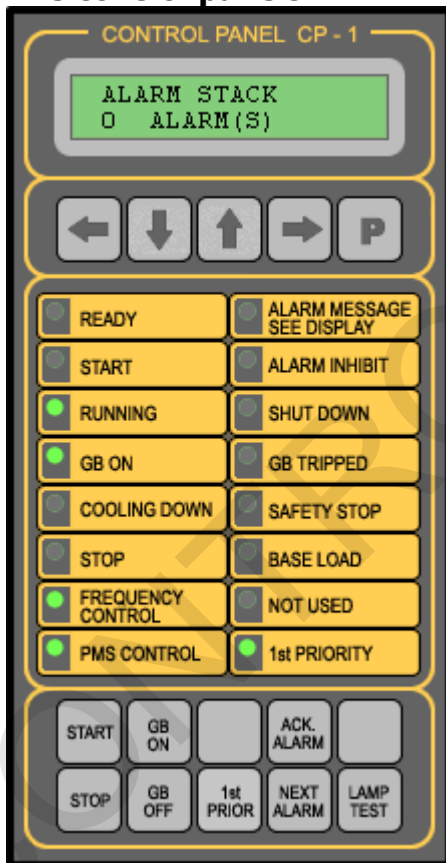 CONTROL PANEL CP - 1
ALARM STACK
0 ALARM(S)
P
READY
ALARM MESSAGE
SEE DISPLAY
START
ALARM INHIBIT
RUNNING
SHUT DOWN
GB ON
GB TRIPPED
COOLING DOWN
SAFETY STOP
STOP
BASE LOAD
FREQUENCY
CONTROL
NOT USED
PMS CONTROL
1st PRIORITY
START
GB
ON
ACK.
ALARM
STOP
GB
OFF
1st
PRIOR
NEXT
ALARM
LAMP
TEST